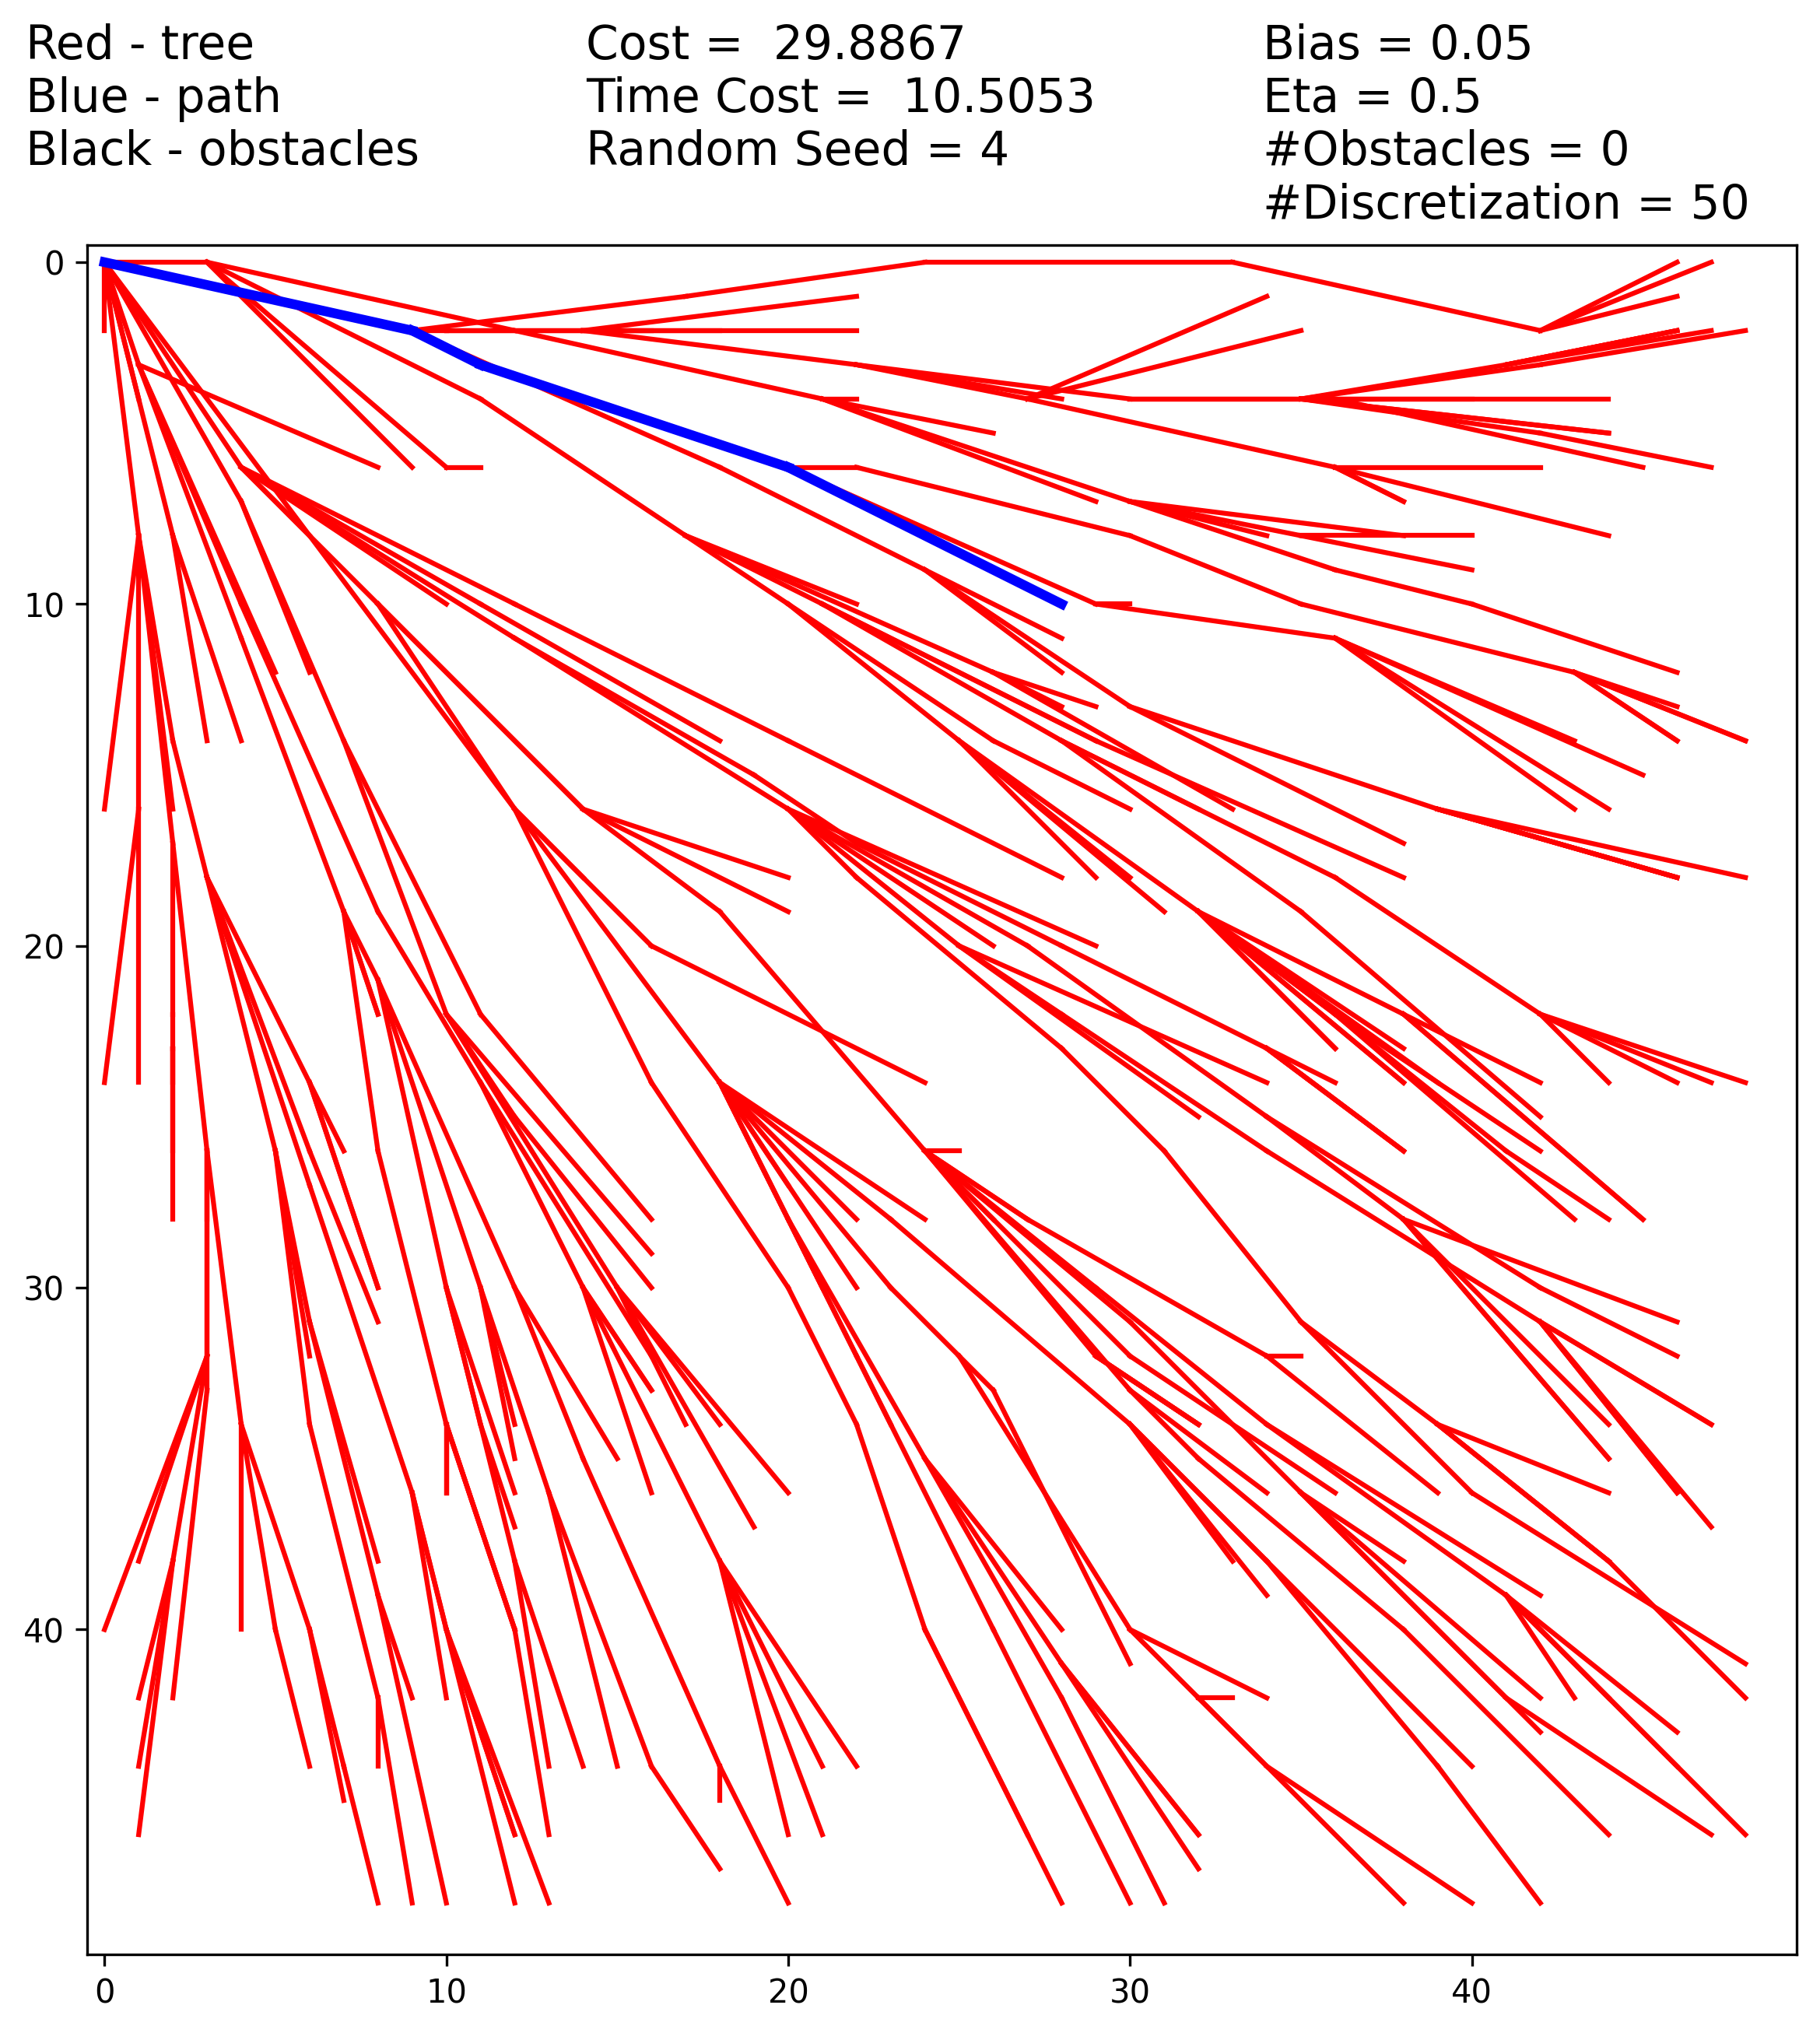 Red - tree
Blue - path
Black - obstacles
Cost =  29.8867
Time Cost =  10.5053
Random Seed = 4
Bias = 0.05
Eta = 0.5
#Obstacles = 0
#Discretization = 50
0
10
20
30
40
0
10
20
30
40